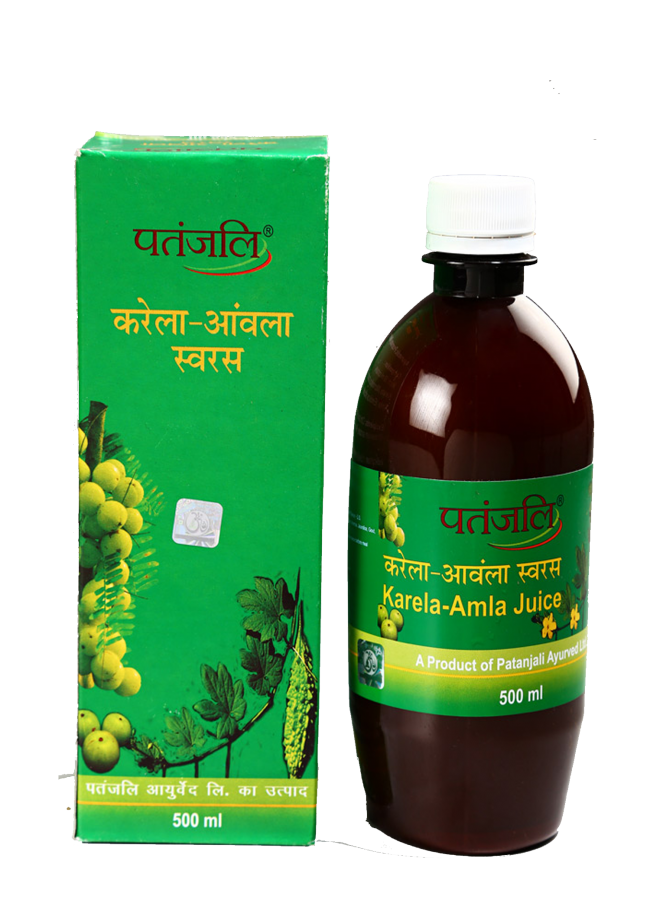 पतंजलि®
करेला-आंवला
स्वरस
पतंजलि आयुर्वेद लि. का उत्पाद
500 ml
पतंजलि®
करेला-आवंला स्वरस
Karela-Amla Juice
A Product of Patanjali Ayurved Ltd.
500 ml